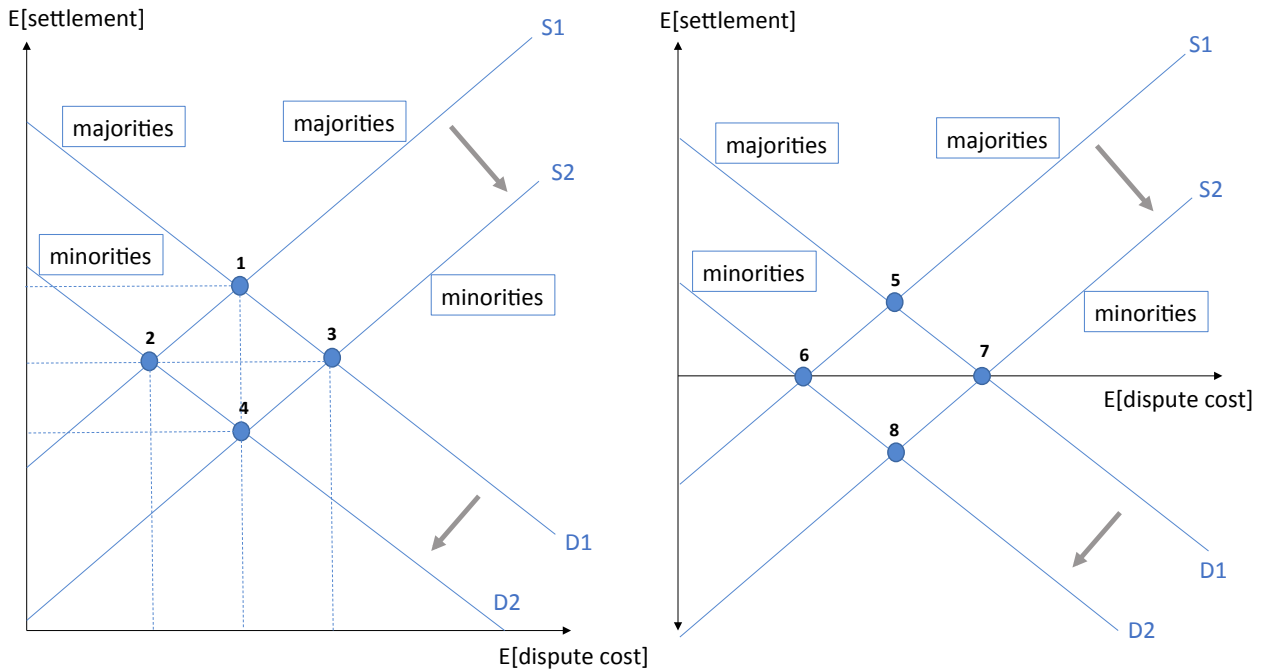 E[settlement]
S1
majorities
majorities
S2
minorities
1
minorities
2
3
4
D1
D2
E[dispute cost]
E[settlement]
S1
majorities
majorities
S2
minorities
5
minorities
6
7
E[dispute cost]
8
D1
D2